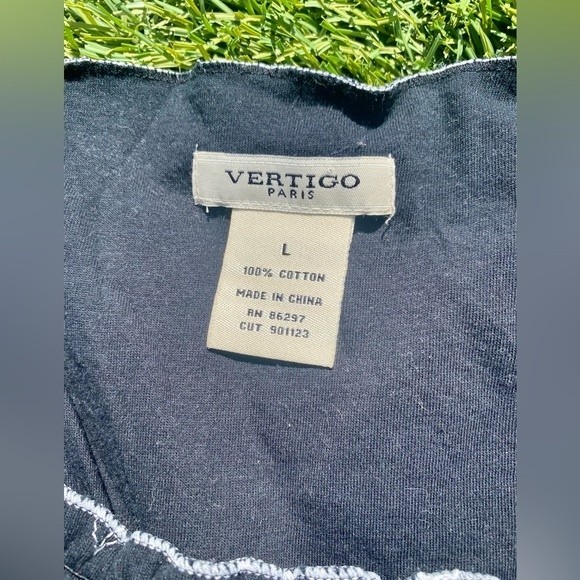 VERTIGO
PARIS
L
100% COTTON
MADE IN CHINA
RN 86297
CUT 901123